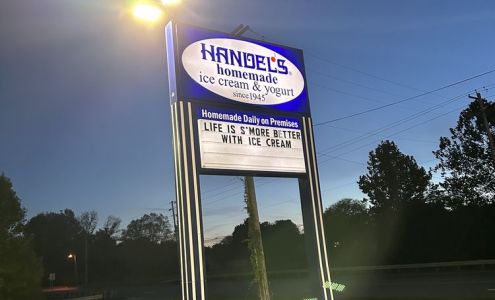 HANDEL'S
homemade
ice cream & yogurt
since 1945
Homemade Daily on Premises
LIFE IS S'MORE BETTER
WITH ICE CREAM